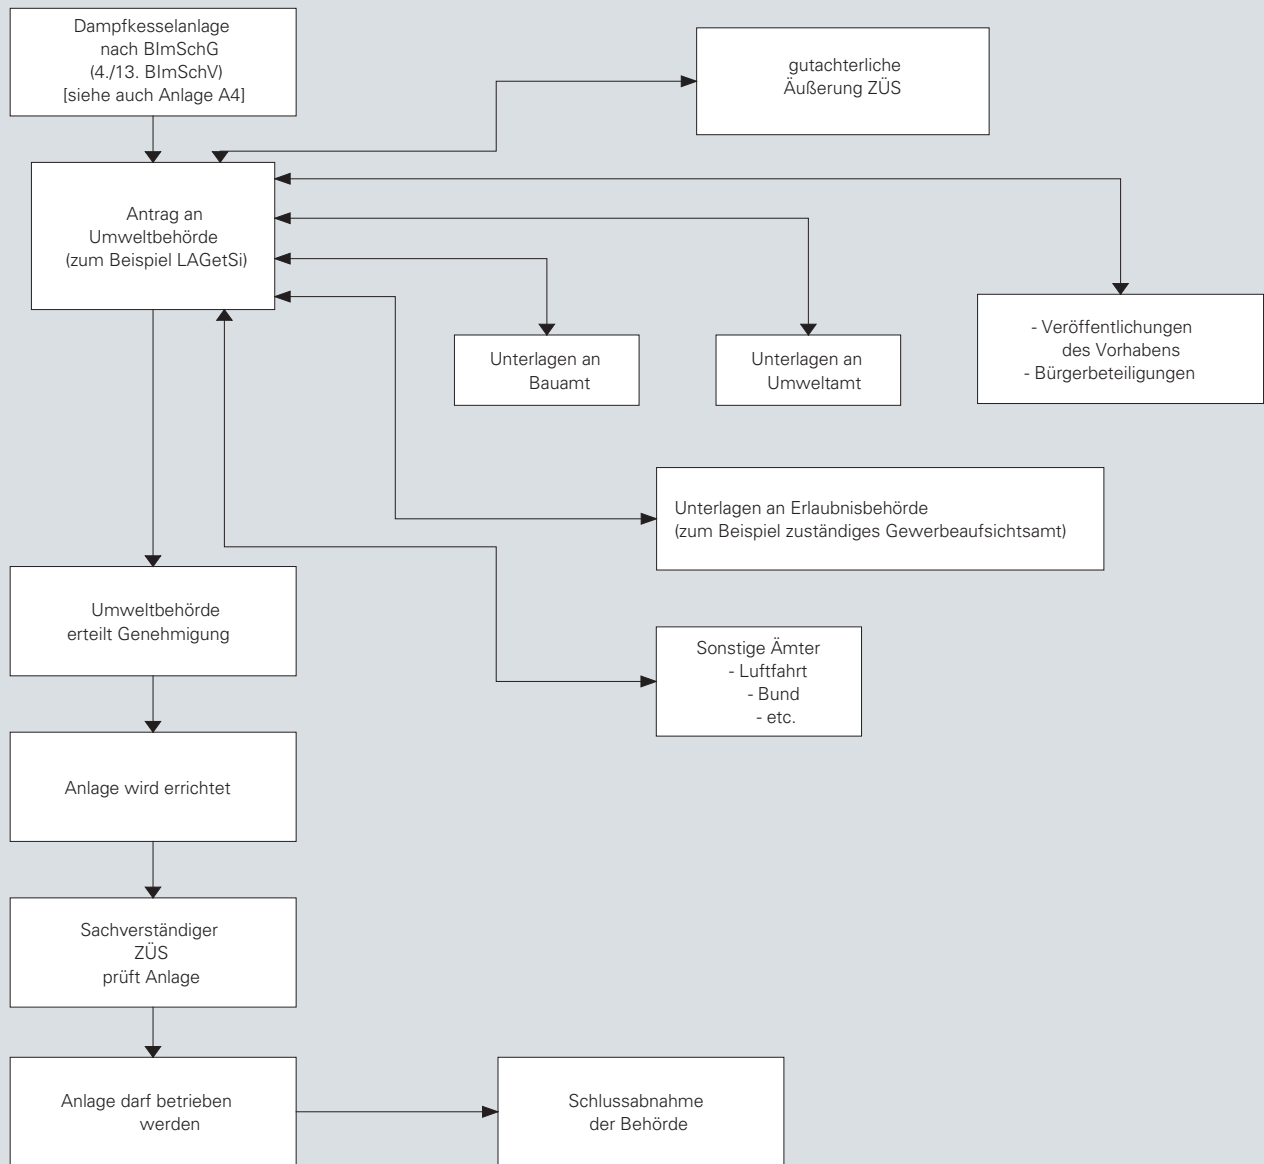 Dampfkesselanlage
nach BImSchG
(4./13. BImSchV)
[siehe auch Anlage A4]
gutachterliche
Äußerung ZÜS
Antrag an
Umweltbehörde
(zum Beispiel LAGetSi)
- Veröffentlichungen
des Vorhabens
- Bürgerbeteiligungen
Unterlagen an
Bauamt
Unterlagen an
Umweltamt
Unterlagen an Erlaubnisbehörde
(zum Beispiel zuständiges Gewerbeaufsichtsamt)
Umweltbehörde
erteilt Genehmigung
Sonstige Ämter
- Luftfahrt
- Bund
- etc.
Anlage wird errichtet
Sachverständiger
ZÜS
prüft Anlage
Anlage darf betrieben
werden
Schlussabnahme
der Behörde